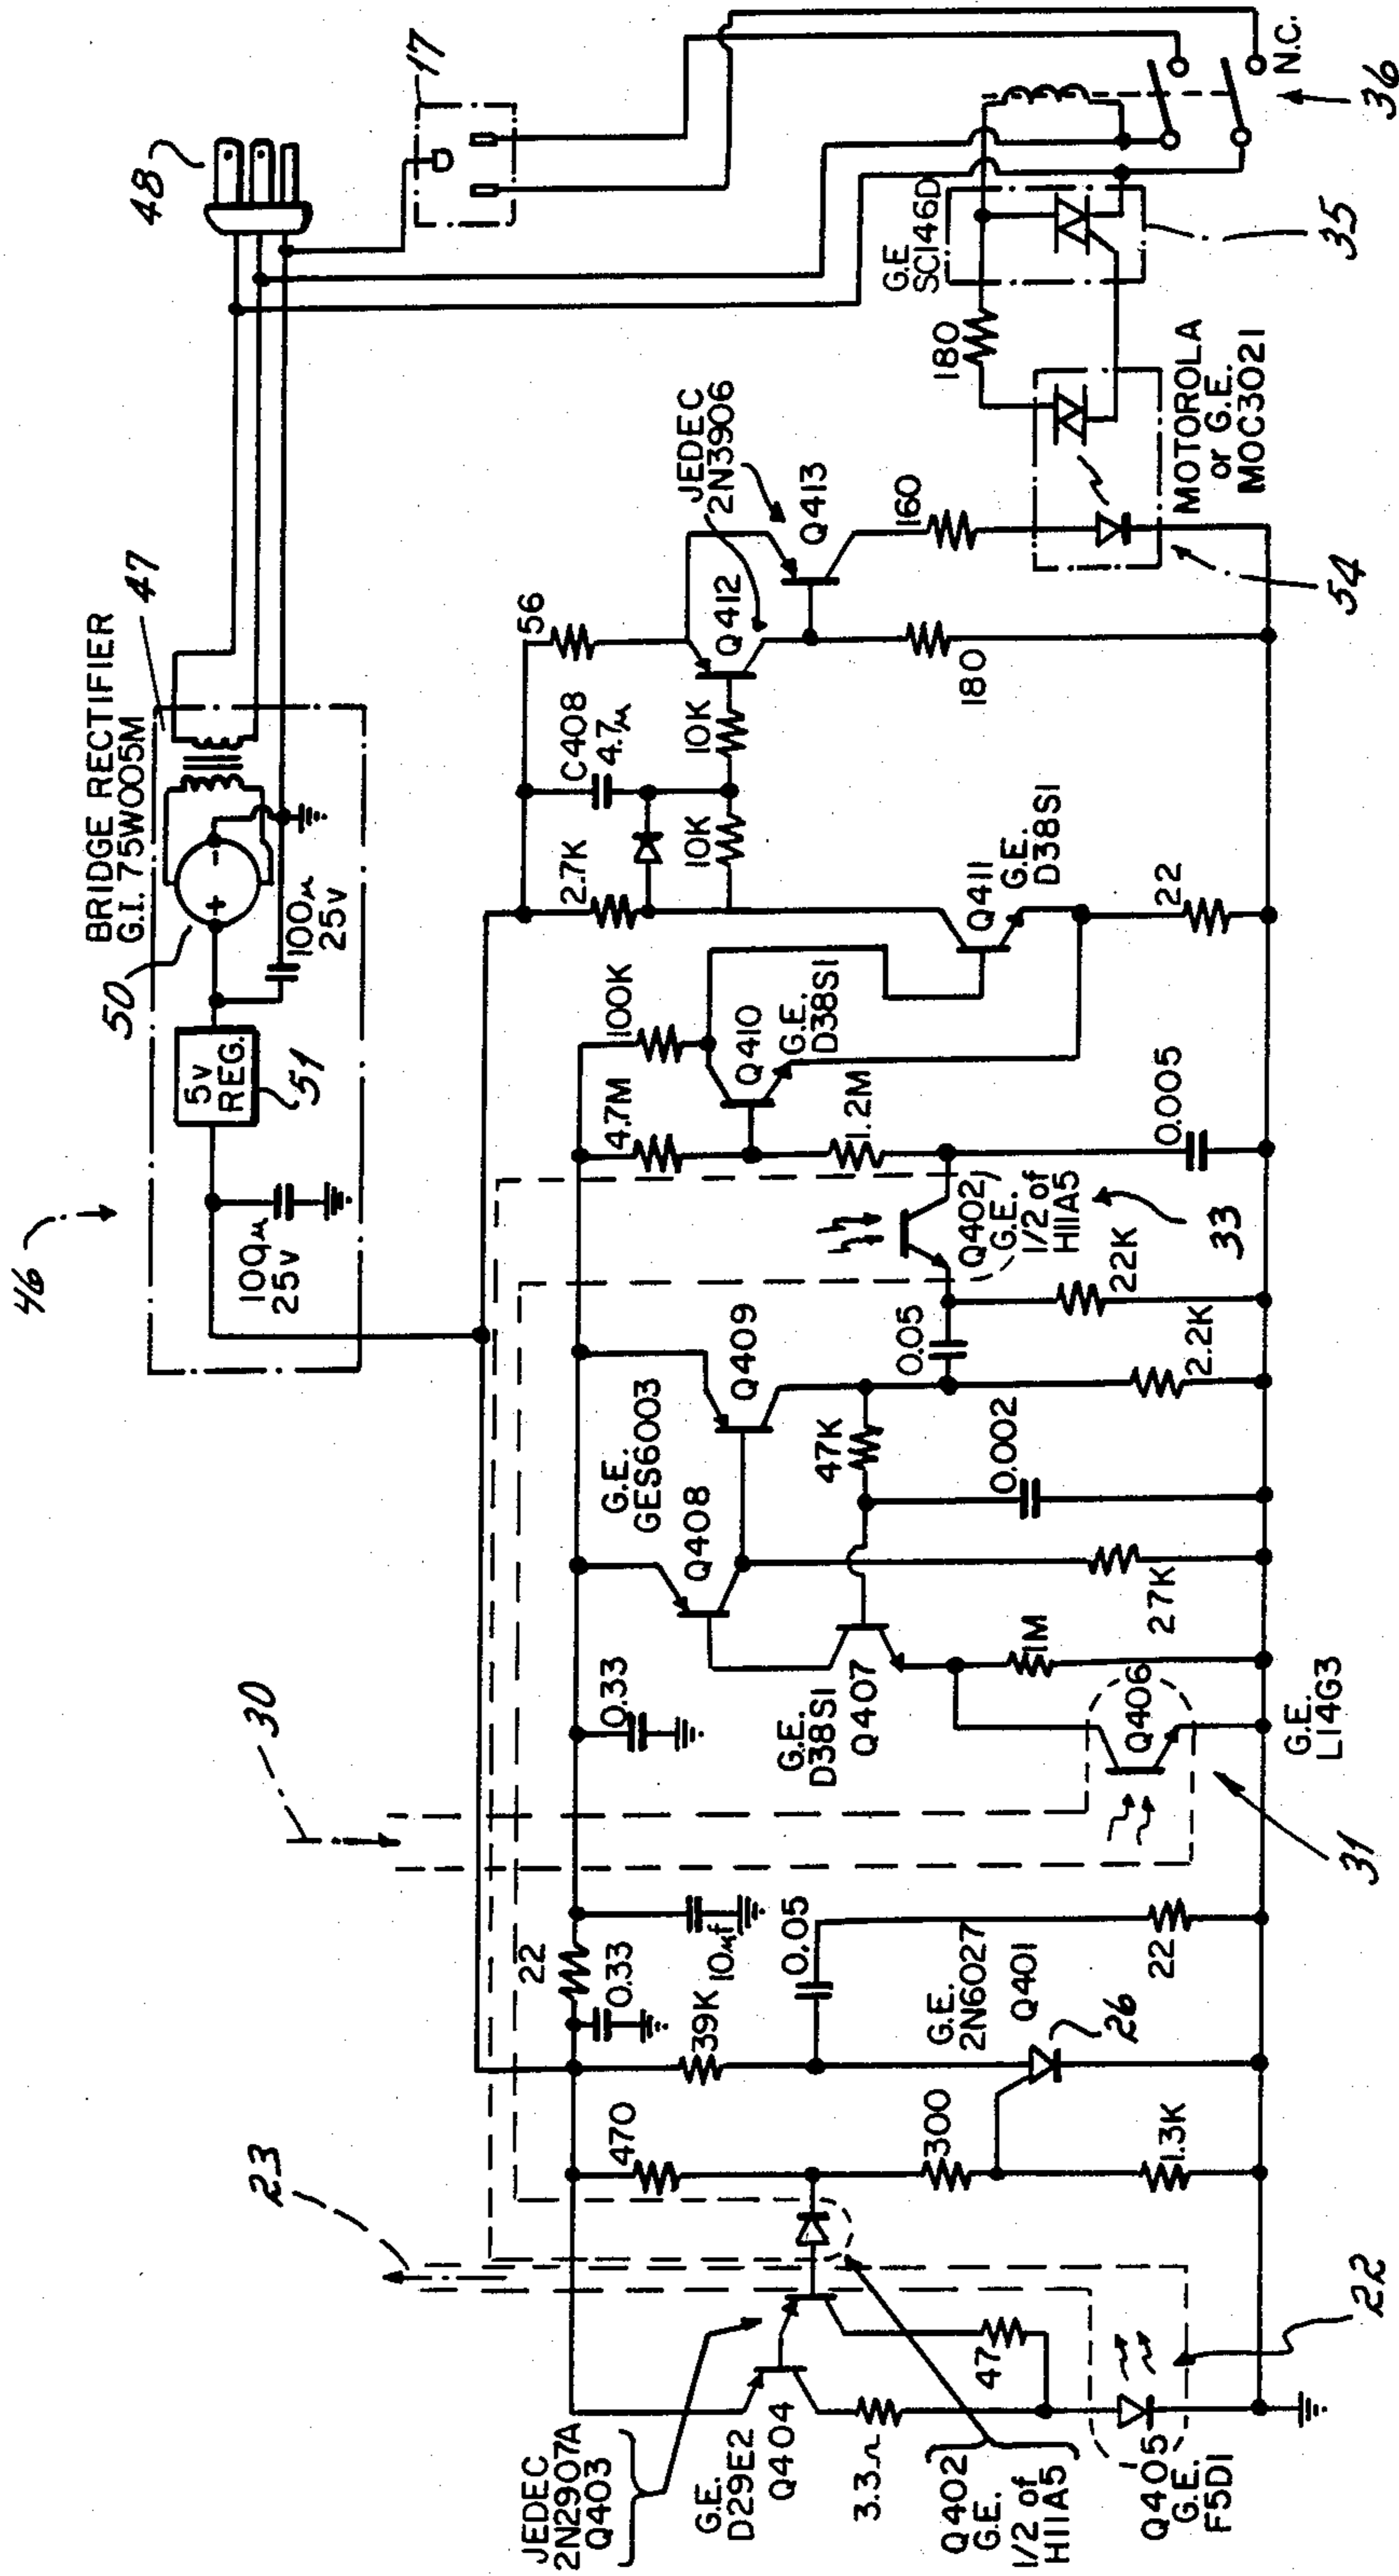 46
BRIDGE RECTIFIER
G.I. 75W005M
47
50
5V
REG.
51
100μ
25V
100μ
25V
48
17
N.C.
36
35
G.E
SC146D
180
MOTOROLA
or G.E.
MOC3021
54
JEDEC
2N3906
Q413
160
56
Q412
180
C408
4.7μ
10K
10K
2.7K
Q411
G.E.
D38S1
22
100K
Q410
G.E.
D38S1
4.7M
1.2M
0.005
Q402
G.E.
1/2 of
H11A5
33
22K
0.05
Q409
2.2K
47K
0.002
G.E.
GES6003
Q408
27K
G.E.
D38S1
Q407
1M
0.33
30
Q406
G.E.
L14G3
31
22
0.33
10μf
0.05
22
39K
G.E.
2N6027
Q401
26
470
300
1.3K
23
JEDEC
2N2907A
Q403
G.E.
D29E2
Q404
47
3.3Ω
Q402
G.E.
1/2 of
H11A5
Q405
G.E.
F5D1
22